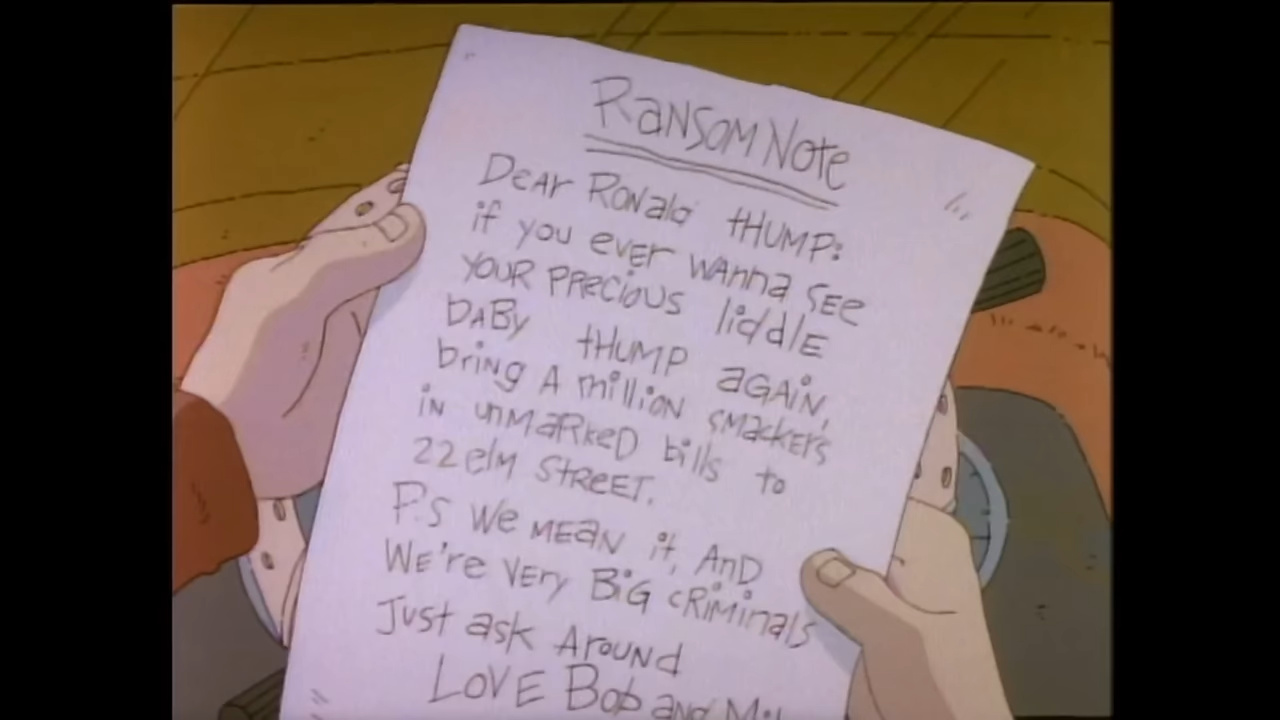 RaNSOM Note
DeAr RONald tHUMP:
if you ever wANna see
YOUR PRecious liddlE
baBy tHUMP aGAiN,
bring A million SMACKers
iN unMaRKeD bills to
22 elm STReeT.
P.S We MEaN it, AnD
WE're VEry BiG cRiMinals
Just ask ArOUND
LOVE Bob and